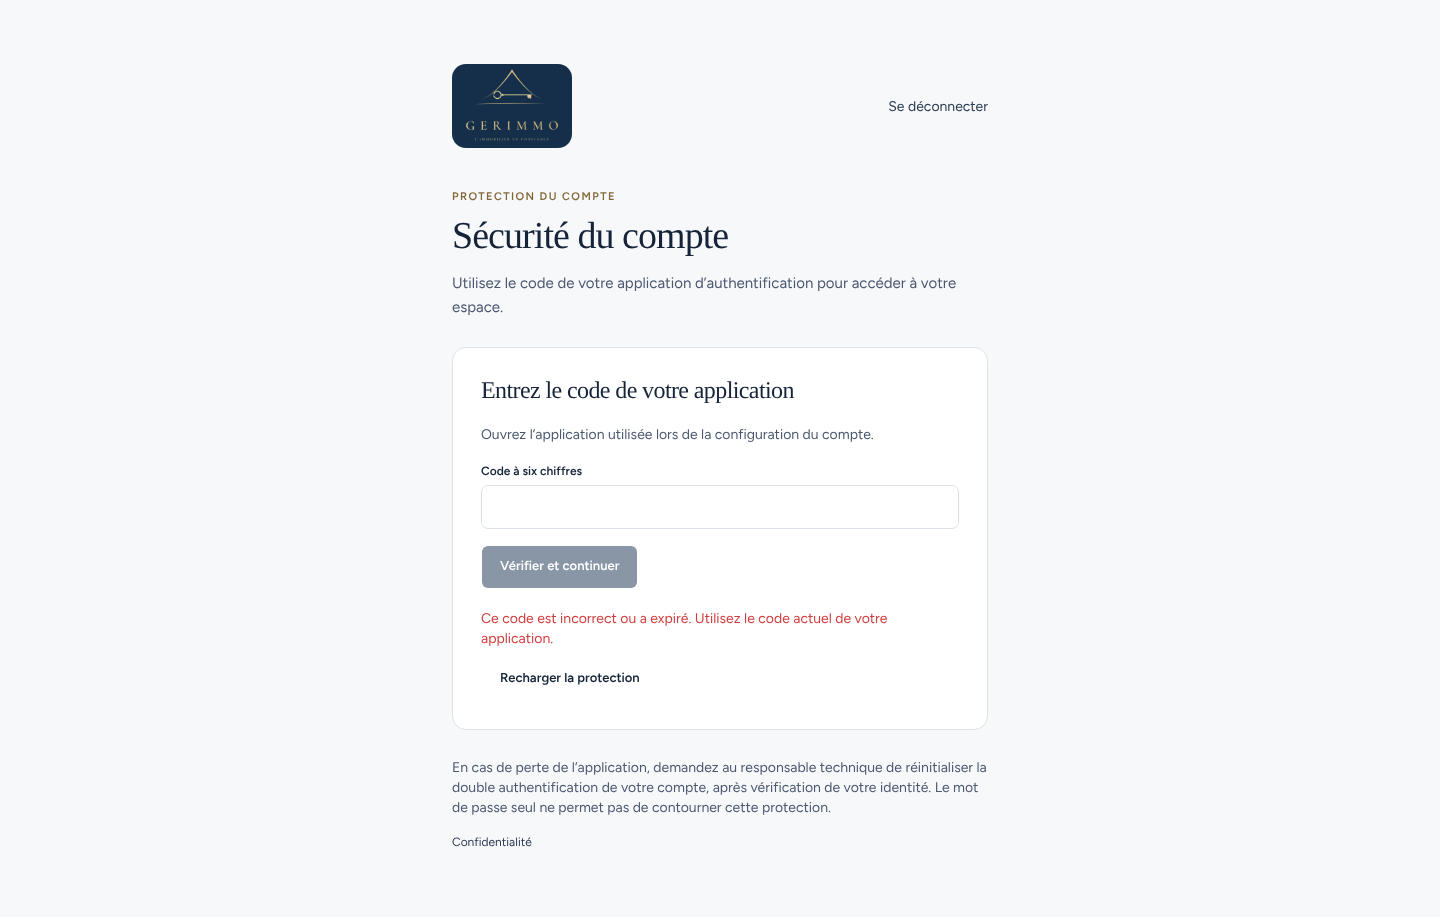 GERIMMO
Se déconnecter
PROTECTION DU COMPTE
Sécurité du compte
Utilisez le code de votre application d’authentification pour accéder à votre
espace.
Entrez le code de votre application
Ouvrez l’application utilisée lors de la configuration du compte.
Code à six chiffres
Vérifier et continuer
Ce code est incorrect ou a expiré. Utilisez le code actuel de votre
application.
Recharger la protection
En cas de perte de l’application, demandez au responsable technique de réinitialiser la
double authentification de votre compte, après vérification de votre identité. Le mot
de passe seul ne permet pas de contourner cette protection.
Confidentialité